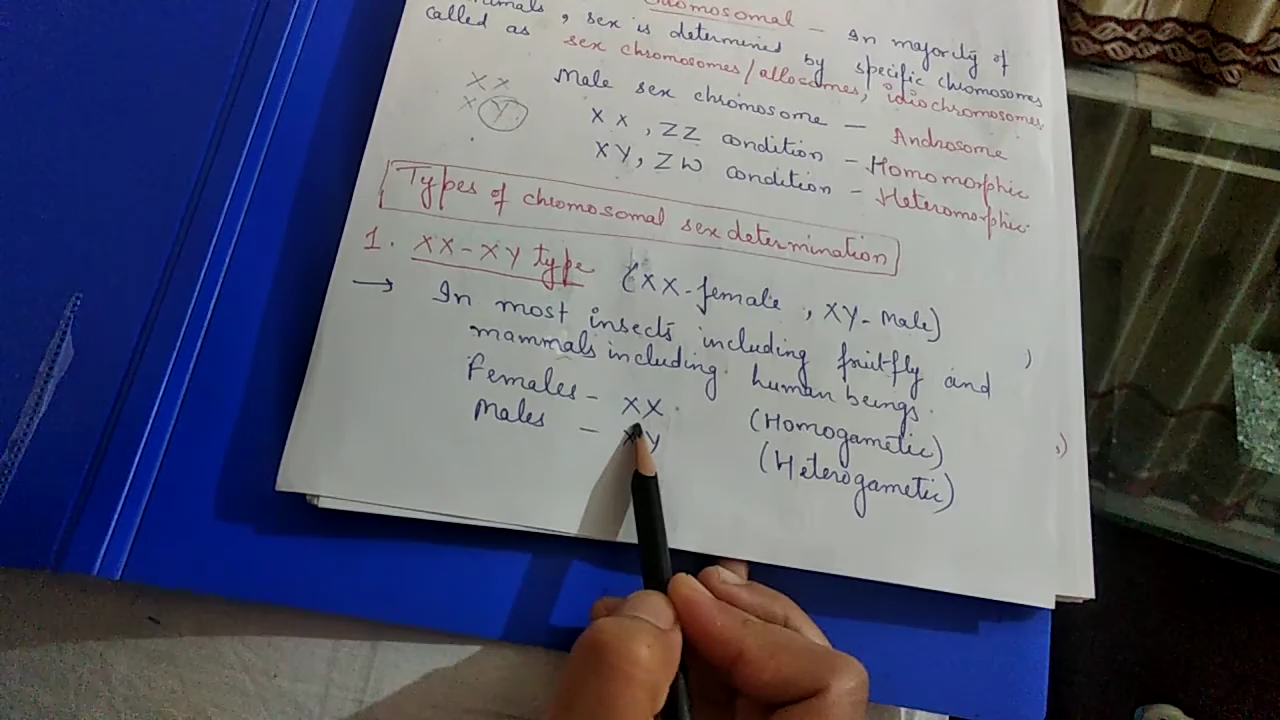 Chromosomal - In majority of
animals, sex is determined by specific chromosomes
called as sex chromosomes/allosomes, idiochromosomes,
Male sex chromosome - Androsome
XX, ZZ condition - Homomorphic
XY, ZW condition - Heteromorphic.
XX
XY
Types of chromosomal sex determination
1. XX-XY type (XX-female, XY-Male)
→ In most insects including fruitfly and
mammals including human beings.
Females - XX (Homogametic)
Males - XY (Heterogametic)